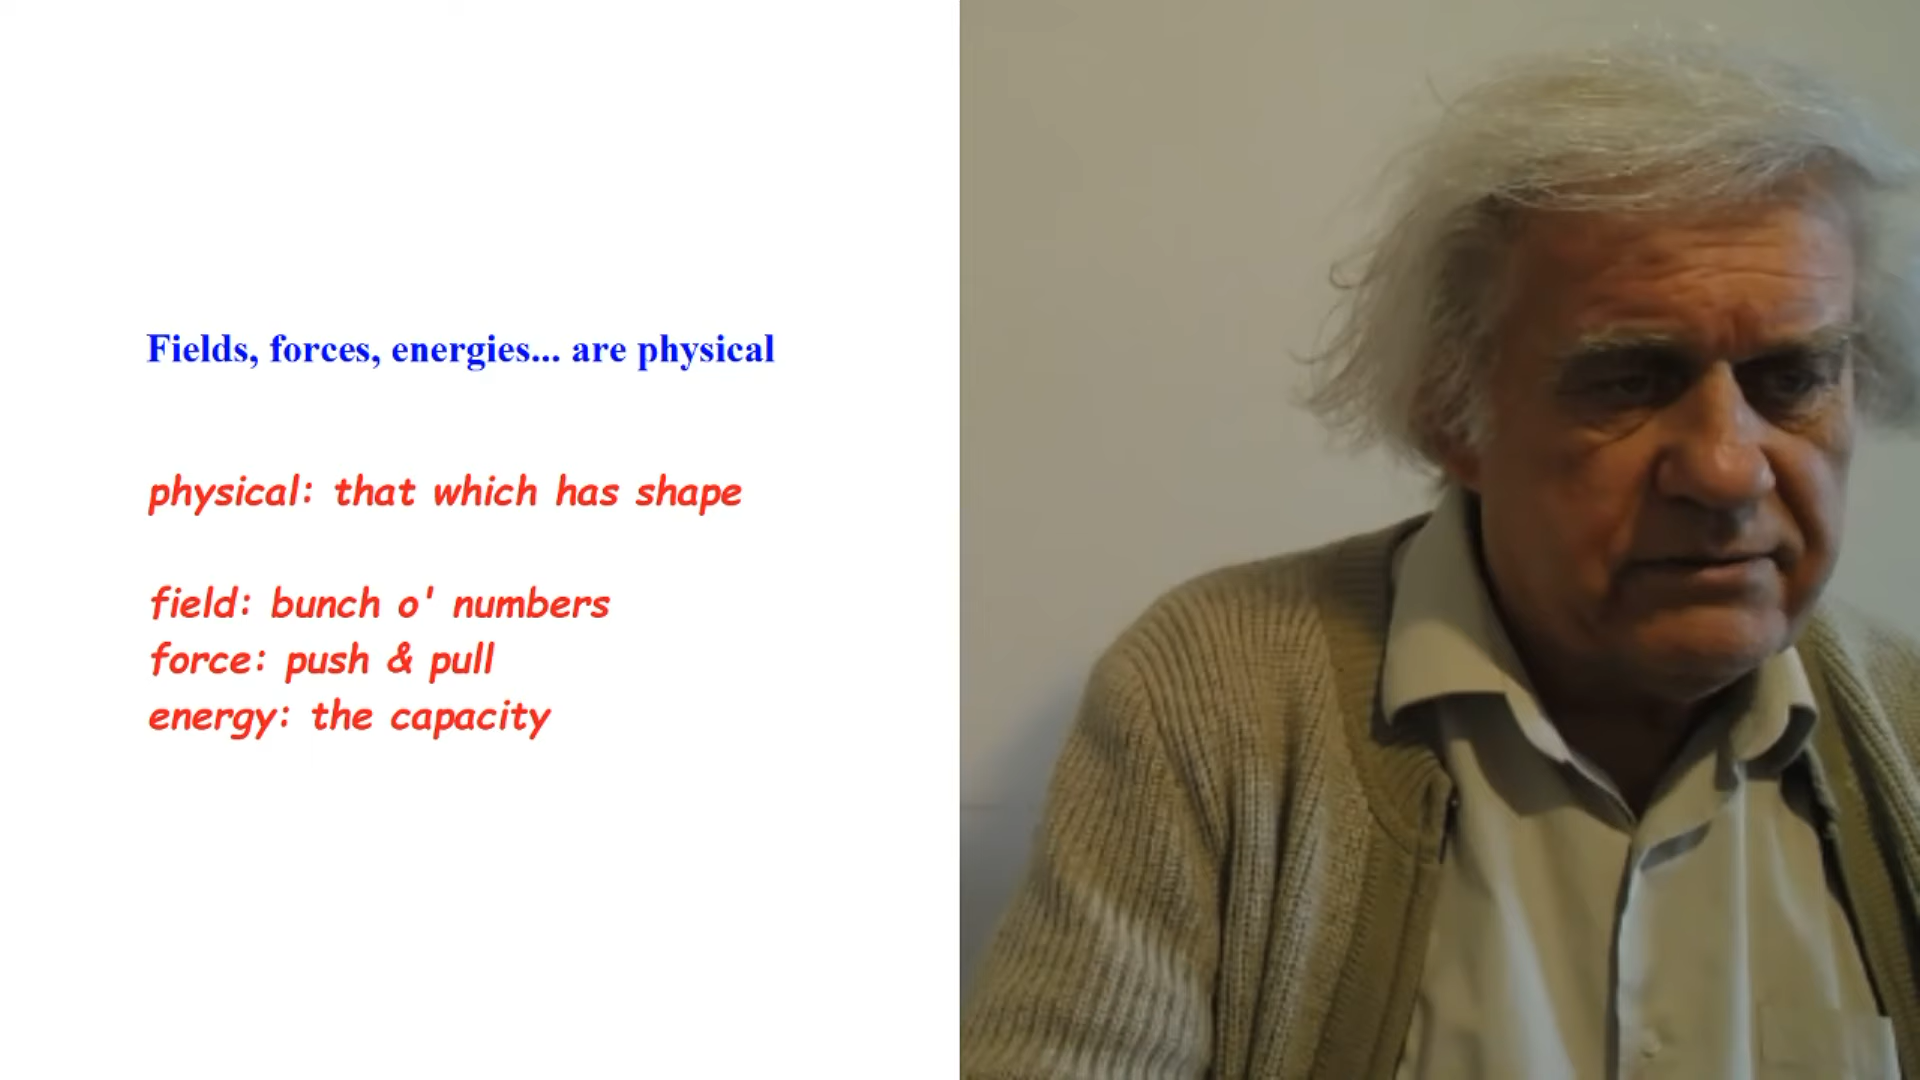 Fields, forces, energies... are physical
physical: that which has shape
field: bunch o' numbers
force: push & pull
energy: the capacity